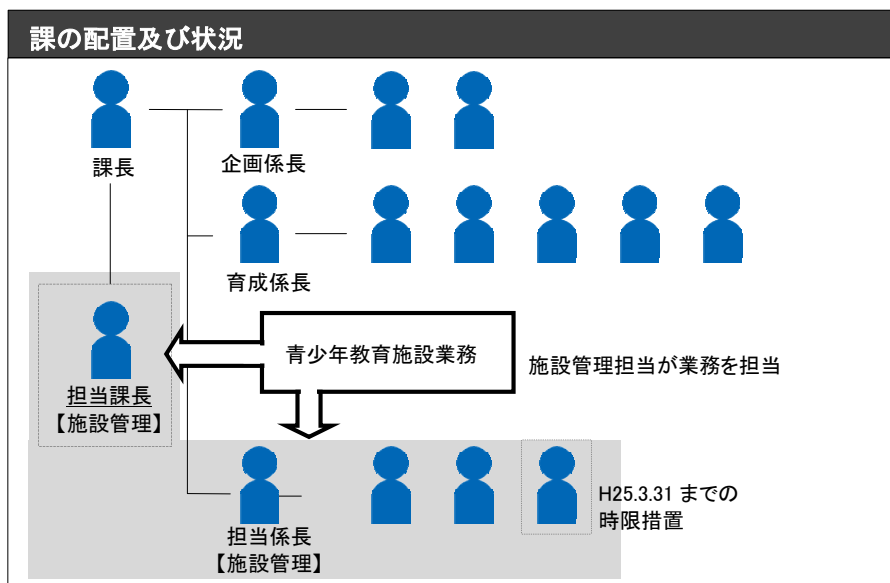 課の配置及び状況
課長
企画係長
育成係長
青少年教育施設業務
施設管理担当が業務を担当
担当課長
【施設管理】
担当係長
【施設管理】
H25.3.31 までの
時限措置